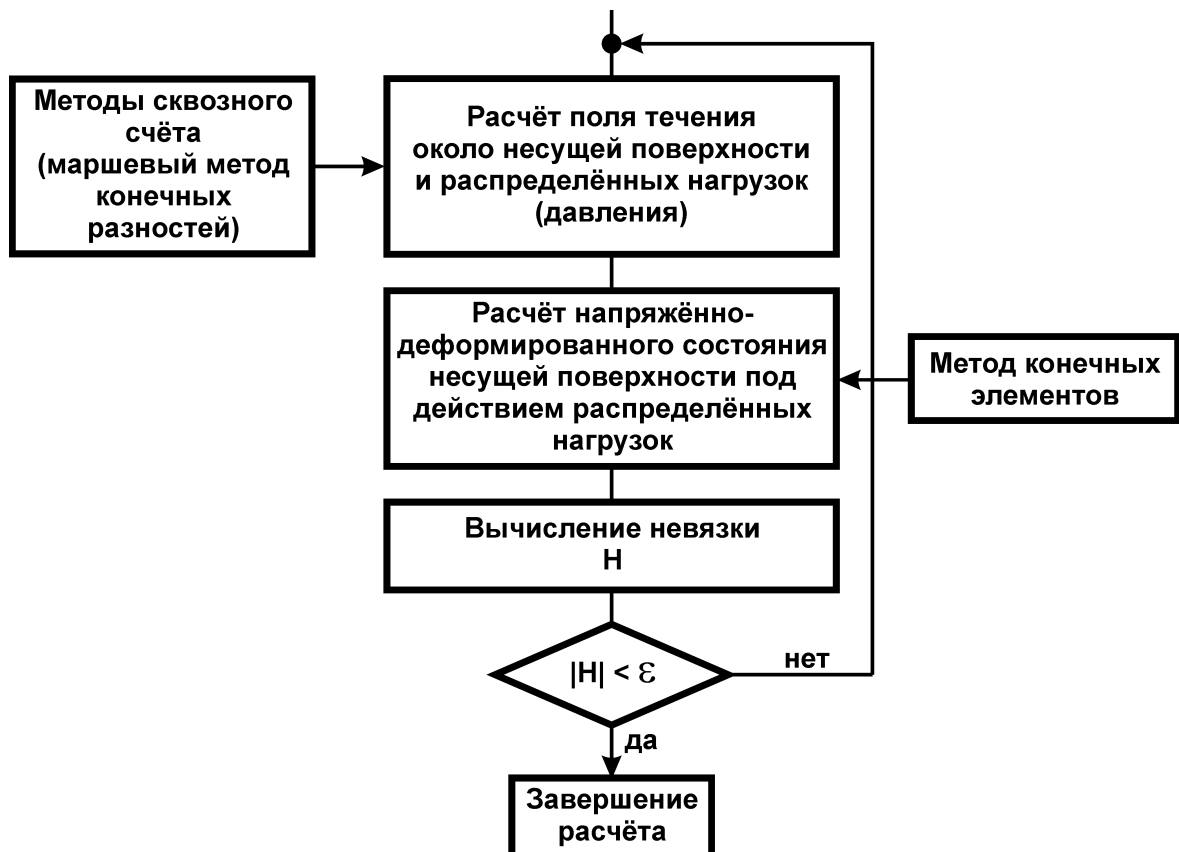 Методы сквозного
счёта
(маршевый метод
конечных
разностей)
Расчёт поля течения
около несущей поверхности
и распределённых нагрузок
(давления)
Расчёт напряжённо-
деформированного состояния
несущей поверхности под
действием распределённых
нагрузок
Метод конечных
элементов
Вычисление невязки
Н
|Н| < ε
нет
да
Завершение
расчёта